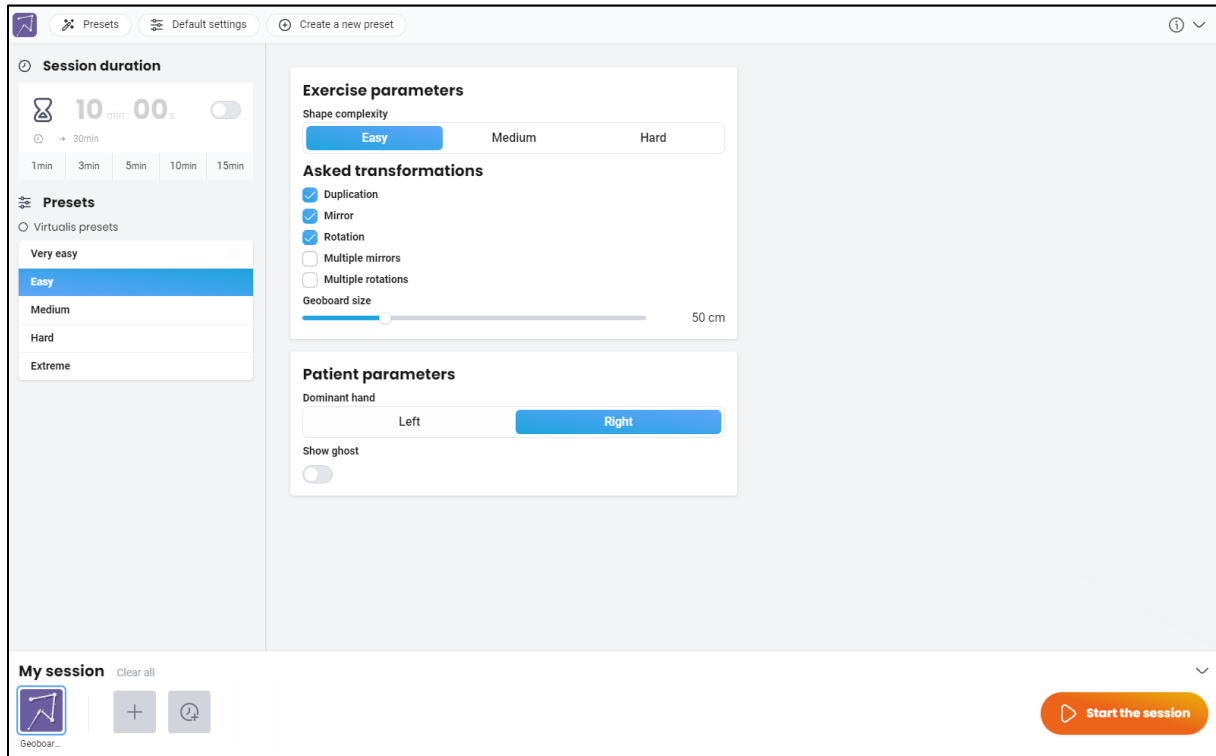 Presets
Default settings
Create a new preset
Session duration
10 min : 00 s
30min
1min 3min 5min 10min 15min
Presets
Virtualis presets
Very easy
Easy
Medium
Hard
Extreme
Exercise parameters
Shape complexity
Easy Medium Hard
Asked transformations
Duplication
Mirror
Rotation
Multiple mirrors
Multiple rotations
Geoboard size
50 cm
Patient parameters
Dominant hand
Left Right
Show ghost
My session Clear all
Geoboar...
Start the session